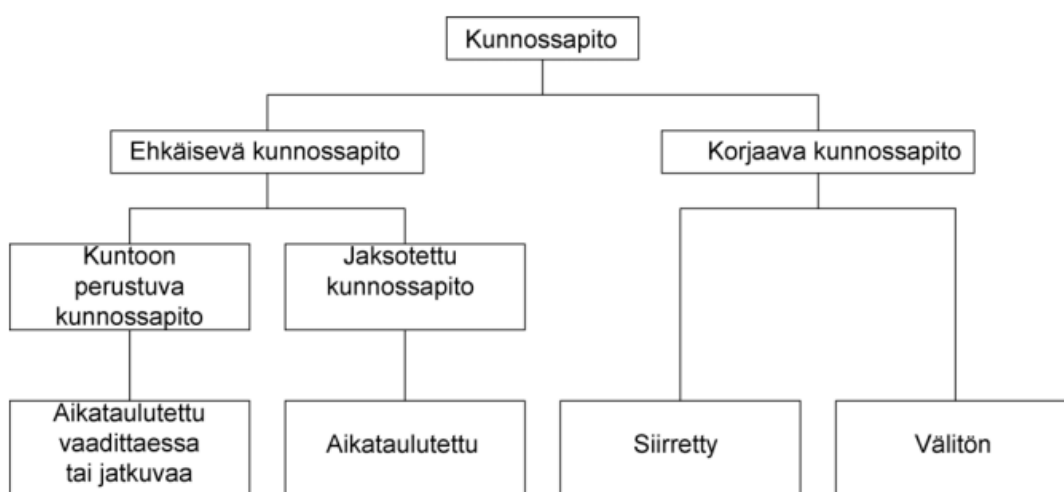 Kunnossapito
Ehkäisevä kunnossapito
Korjaava kunnossapito
Kuntoon
perustuva
kunnossapito
Jaksotettu
kunnossapito
Aikataulutettu
vaadittaessa
tai jatkuvaa
Aikataulutettu
Siirretty
Välitön